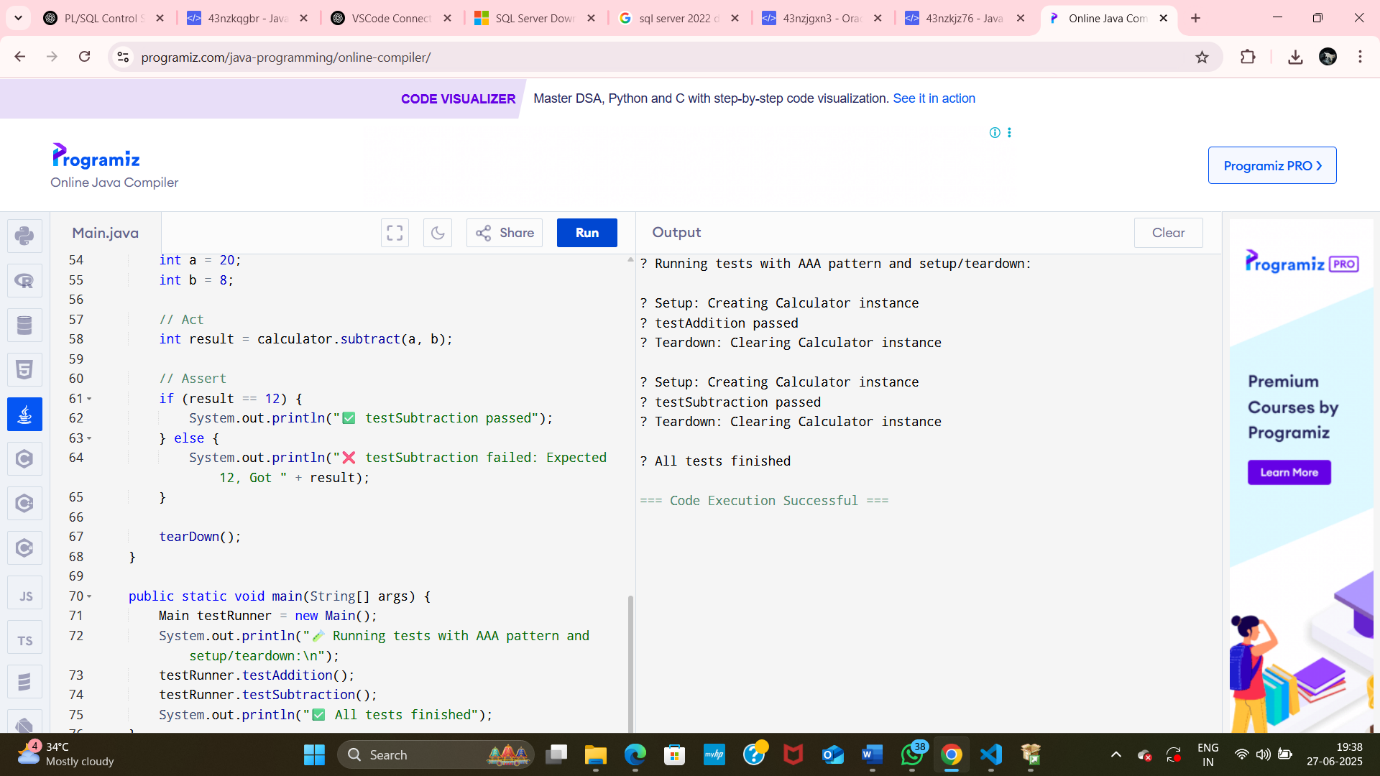 PL/SQL Control S
43nzkqgbr - Java
VSCode Connect
SQL Server Dow
sql server 2022 d
43nzjgxn3 - Ora
43nzkjz76 - Java
Online Java Com
programiz.com/java-programming/online-compiler/
CODE VISUALIZER
Master DSA, Python and C with step-by-step code visualization. See it in action
Programiz
Online Java Compiler
Programiz PRO >
Main.java
Share
Run
Output
Clear
54 int a = 20;
55 int b = 8;
56
57 // Act
58 int result = calculator.subtract(a, b);
59
60 // Assert
61 if (result == 12) {
62 System.out.println("✅ testSubtraction passed");
63 } else {
64 System.out.println("❌ testSubtraction failed: Expected
12, Got " + result);
65 }
66
67 tearDown();
68 }
69
70 public static void main(String[] args) {
71 Main testRunner = new Main();
72 System.out.println("🧪 Running tests with AAA pattern and
setup/teardown:\n");
73 testRunner.testAddition();
74 testRunner.testSubtraction();
75 System.out.println("✅ All tests finished");
? Running tests with AAA pattern and setup/teardown:
? Setup: Creating Calculator instance
? testAddition passed
? Teardown: Clearing Calculator instance
? Setup: Creating Calculator instance
? testSubtraction passed
? Teardown: Clearing Calculator instance
? All tests finished
=== Code Execution Successful ===
Programiz PRO
Premium
Courses by
Programiz
Learn More
JS
TS
4
34°C
Mostly cloudy
Search
myhp
38
ENG
IN
19:38
27-06-2025